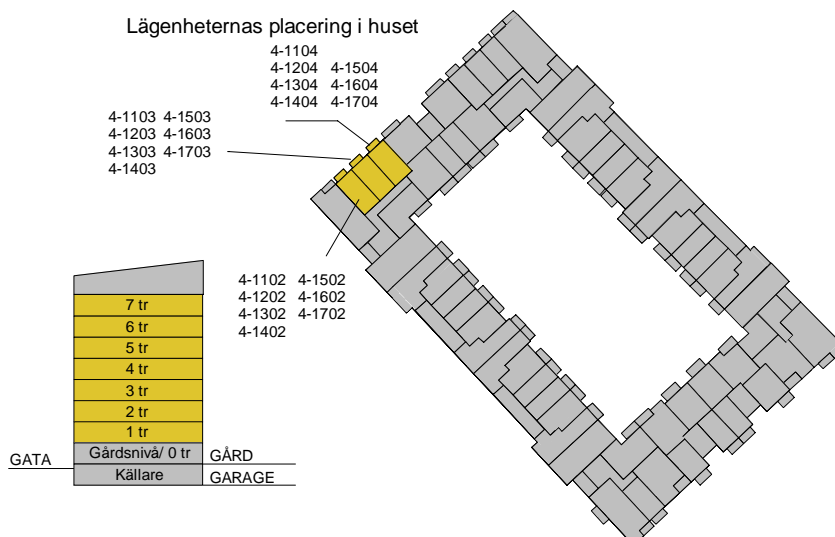 Lägenheternas placering i huset
4-1104
4-1204 4-1504
4-1304 4-1604
4-1404 4-1704
4-1103 4-1503
4-1203 4-1603
4-1303 4-1703
4-1403
4-1102 4-1502
4-1202 4-1602
4-1302 4-1702
4-1402
7 tr
6 tr
5 tr
4 tr
3 tr
2 tr
1 tr
Gårdsnivå/ 0 tr GÅRD
GATA
Källare GARAGE